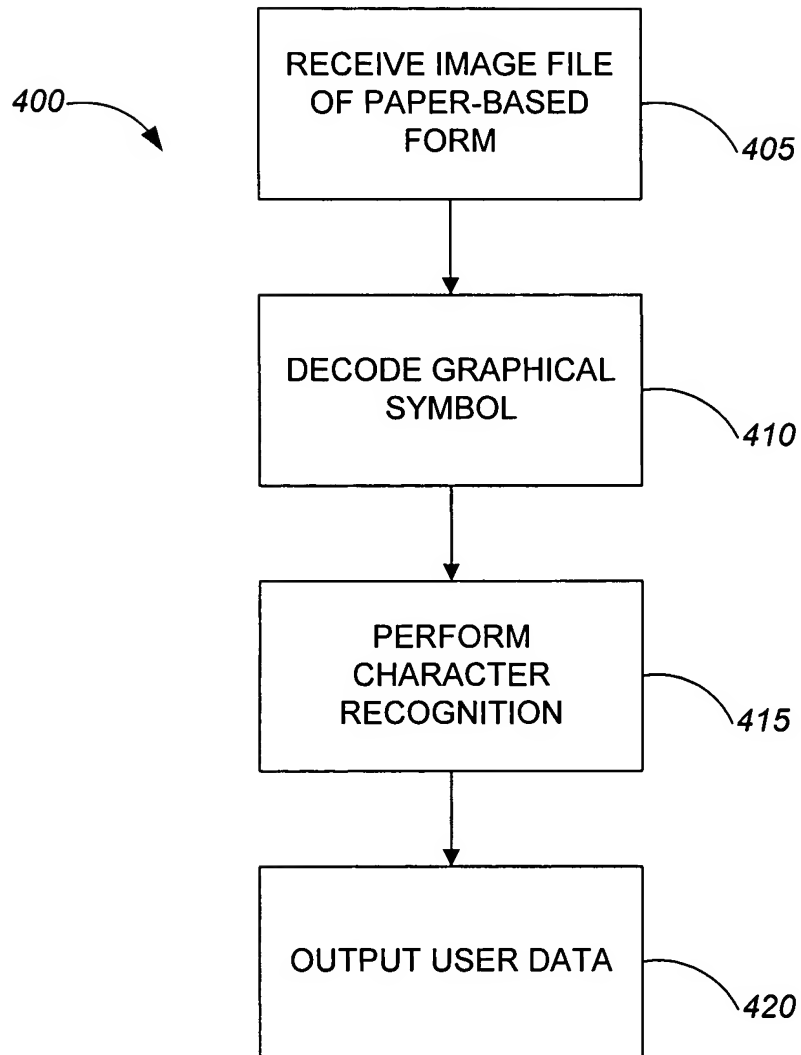 RECEIVE IMAGE FILE
OF PAPER-BASED
FORM
400
405
DECODE GRAPHICAL
SYMBOL
410
PERFORM
CHARACTER
RECOGNITION
415
OUTPUT USER DATA
420